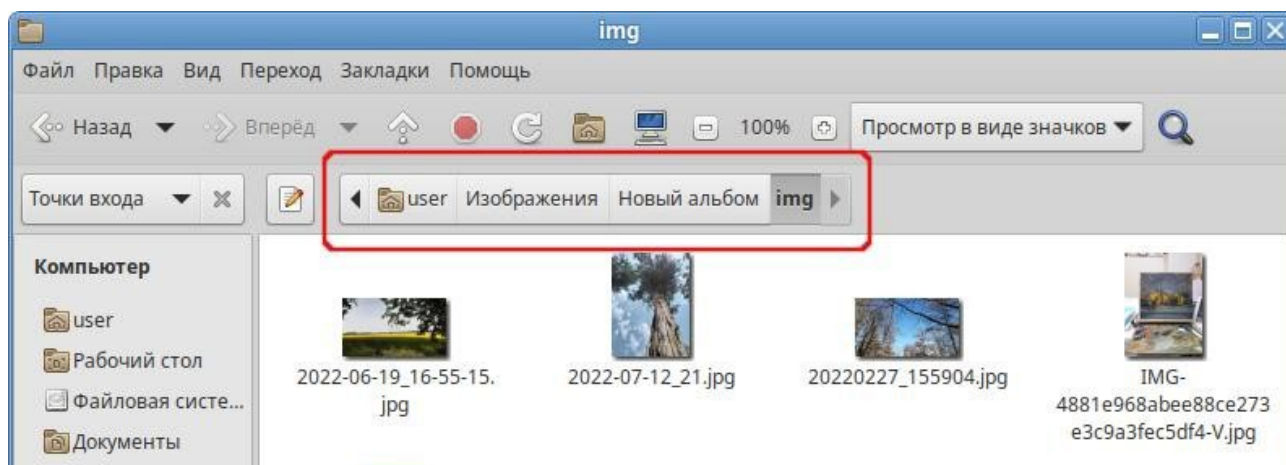 img
Файл Правка Вид Переход Закладки Помощь
Назад Вперёд 100% Просмотр в виде значков
Точки входа user Изображения Новый альбом img
Компьютер
user
Рабочий стол
Файловая систе...
Документы
2022-06-19_16-55-15.
jpg
2022-07-12_21.jpg
20220227_155904.jpg
IMG-
4881e968abee88ce273
e3c9a3fec5df4-V.jpg